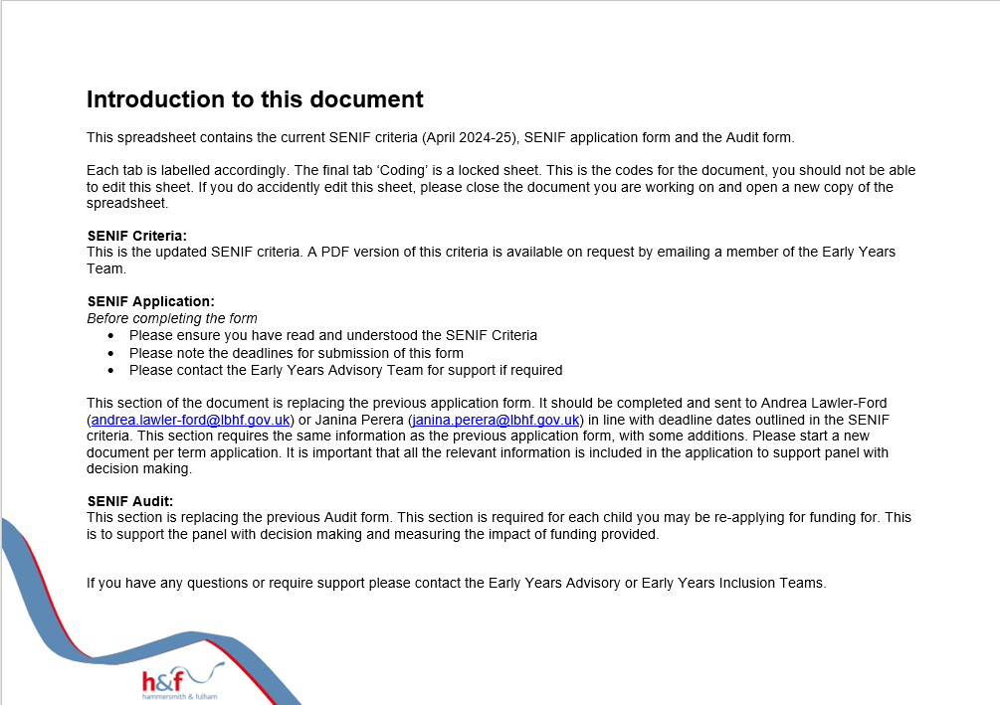 Introduction to this document
This spreadsheet contains the current SENIF criteria (April 2024-25), SENIF application form and the Audit form.
Each tab is labelled accordingly. The final tab ‘Coding’ is a locked sheet. This is the codes for the document, you should not be able
to edit this sheet. If you do accidently edit this sheet, please close the document you are working on and open a new copy of the
spreadsheet.
SENIF Criteria:
This is the updated SENIF criteria. A PDF version of this criteria is available on request by emailing a member of the Early Years
Team.
SENIF Application:
Before completing the form
• Please ensure you have read and understood the SENIF Criteria
• Please note the deadlines for submission of this form
• Please contact the Early Years Advisory Team for support if required
This section of the document is replacing the previous application form. It should be completed and sent to Andrea Lawler-Ford
(andrea.lawler-ford@lbhf.gov.uk) or Janina Perera (janina.perera@lbhf.gov.uk) in line with deadline dates outlined in the SENIF
criteria. This section requires the same information as the previous application form, with some additions. Please start a new
document per term application. It is important that all the relevant information is included in the application to support panel with
decision making.
SENIF Audit:
This section is replacing the previous Audit form. This section is required for each child you may be re-applying for funding for. This
is to support the panel with decision making and measuring the impact of funding provided.
If you have any questions or require support please contact the Early Years Advisory or Early Years Inclusion Teams.
h&f
hammersmith & fulham